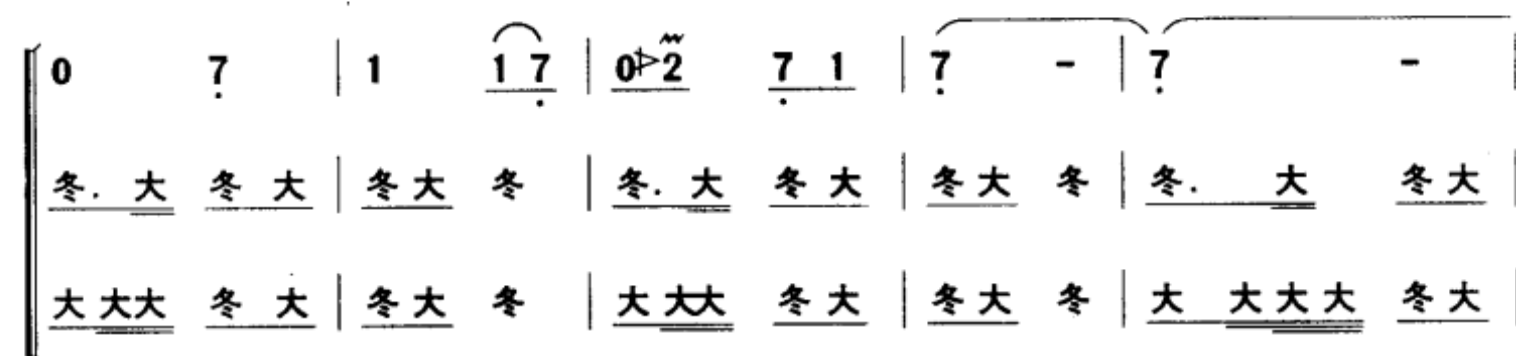 0 7 | 1 1 7 | 0 2 7 1 | 7 - | 7 -
冬. 大 冬 大 | 冬 大 冬 | 冬. 大 冬 大 | 冬 大 冬 | 冬. 大 冬 大
大 大大 冬 大 | 冬 大 冬 | 大 大大 冬 大 | 冬 大 冬 | 大 大 大 大 冬 大